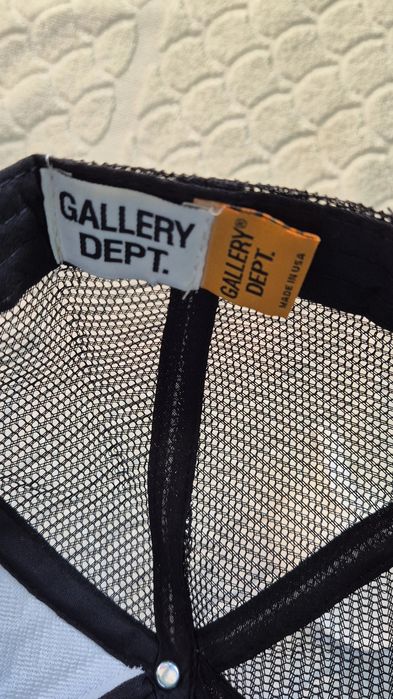 GALLERY
DEPT.
GALLERY®
DEPT.
MADE IN USA